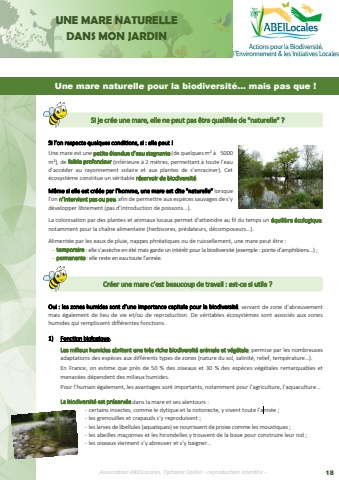 UNE MARE NATURELLE
DANS MON JARDIN
ABEILocales
Actions pour la Biodiversité,
l'Environnement & les Initiatives Locales
Une mare naturelle pour la biodiversité... mais pas que !
Si je crée une mare, elle ne peut pas être qualifiée de "naturelle" ?
Si l'on respecte quelques conditions, si : elle peut !
Une mare est une petite étendue d'eau stagnante (de quelques m² à 5000
m²), de faible profondeur (inférieure à 2 mètres, permettant à toute l'eau
d'accéder au rayonnement solaire et aux plantes de s'enraciner). Cet
écosystème constitue un véritable réservoir de biodiversité.
Même si elle est créée par l'homme, une mare est dite "naturelle" lorsque
l'on n'intervient pas ou peu, afin de permettre aux espèces sauvages de s'y
développer librement (pas d'introduction de poissons...).
La colonisation par des plantes et animaux locaux permet d'atteindre au fil du temps un équilibre écologique,
notamment pour la chaîne alimentaire (herbivores, prédateurs, décomposeurs...).
Alimentée par les eaux de pluie, nappes phréatiques ou de ruissellement, une mare peut être :
- temporaire : elle s'assèche en été mais garde un intérêt pour la biodiversité (exemple : ponte d'amphibiens...) ;
- permanente : elle reste en eau toute l'année.
Créer une mare c'est beaucoup de travail : est-ce si utile ?
Oui : les zones humides sont d'une importance capitale pour la biodiversité, servant de zone d'abreuvement
mais également de lieu de vie et/ou de reproduction. De véritables écosystèmes sont associés aux zones
humides qui remplissent différentes fonctions.
1) Fonction biologique.
Les milieux humides abritent une très riche biodiversité animale et végétale, permise par les nombreuses
adaptations des espèces aux différents types de zones (nature du sol, salinité, relief, température...).
En France, on estime que près de 50 % des oiseaux et 30 % des espèces végétales remarquables et
menacées dépendent des milieux humides.
Pour l'humain également, les avantages sont importants, notamment pour l'agriculture, l'aquaculture...
La biodiversité est préservée dans la mare et ses alentours :
- certains insectes, comme le dytique et la notonecte, y vivent toute l'année ;
- les grenouilles et crapauds s'y reproduisent ;
- les larves de libellules (aquatiques) se nourrissent de proies comme les moustiques ;
- les abeilles maçonnes et les hirondelles y trouvent de la boue pour construire leur nid ;
- les oiseaux viennent s'y abreuver et s'y baigner...
Association ABEILocales, Tiphanie Caillot - reproduction interdite -
18